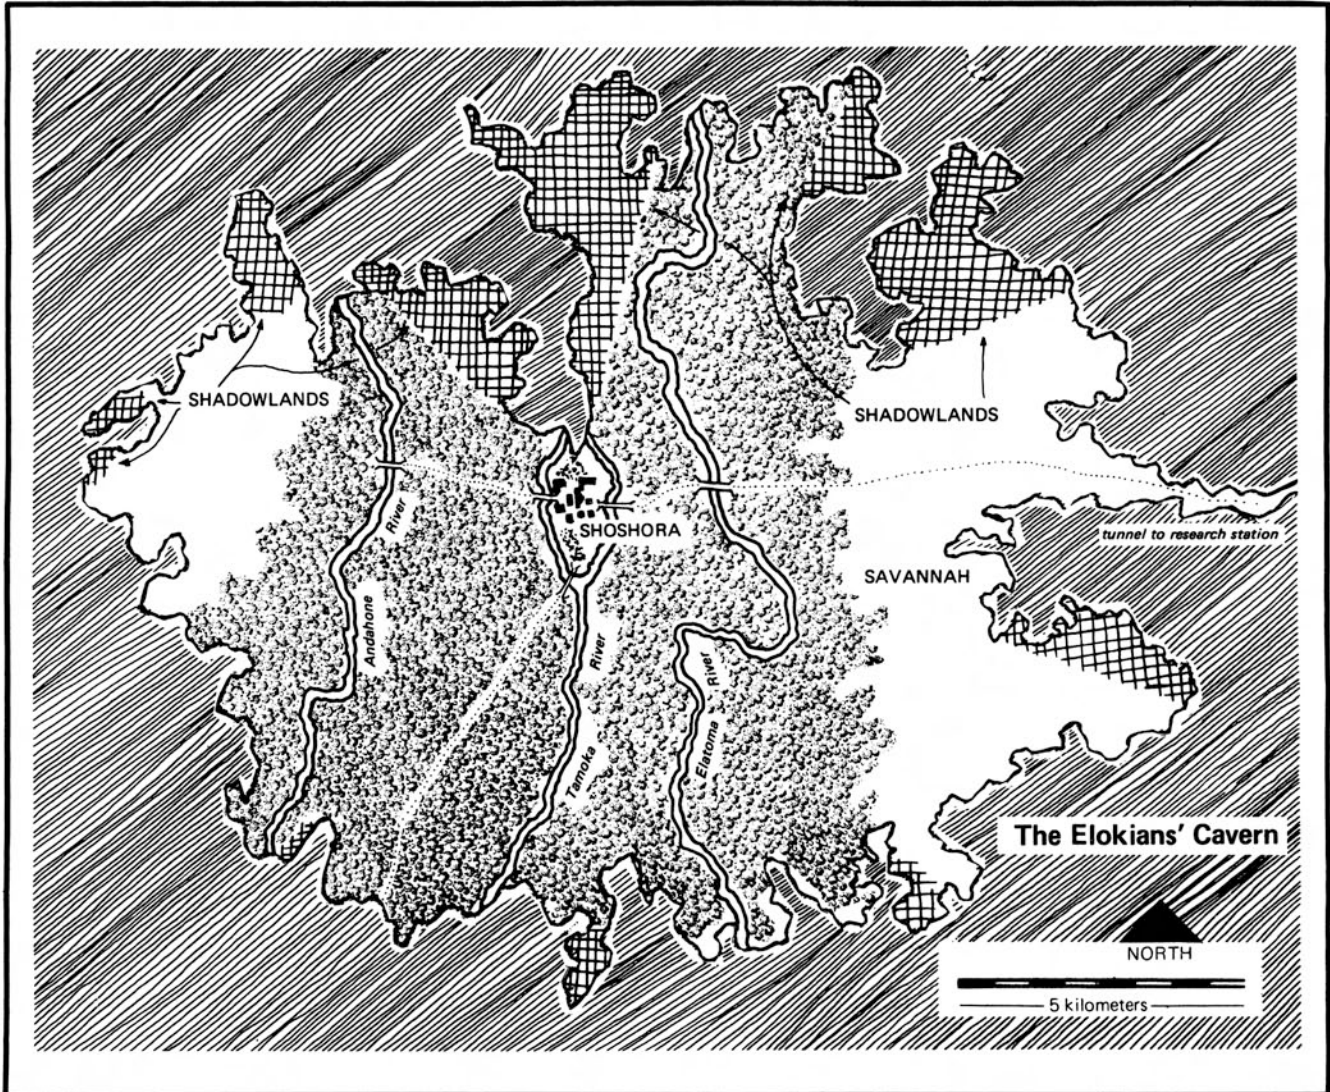 SHADOWLANDS
SHADOWLANDS
River
Andahone
SHOSHORA
tunnel to research station
SAVANNAH
River
Tamoka
River
Elatoma
The Elokians' Cavern
NORTH
5 kilometers